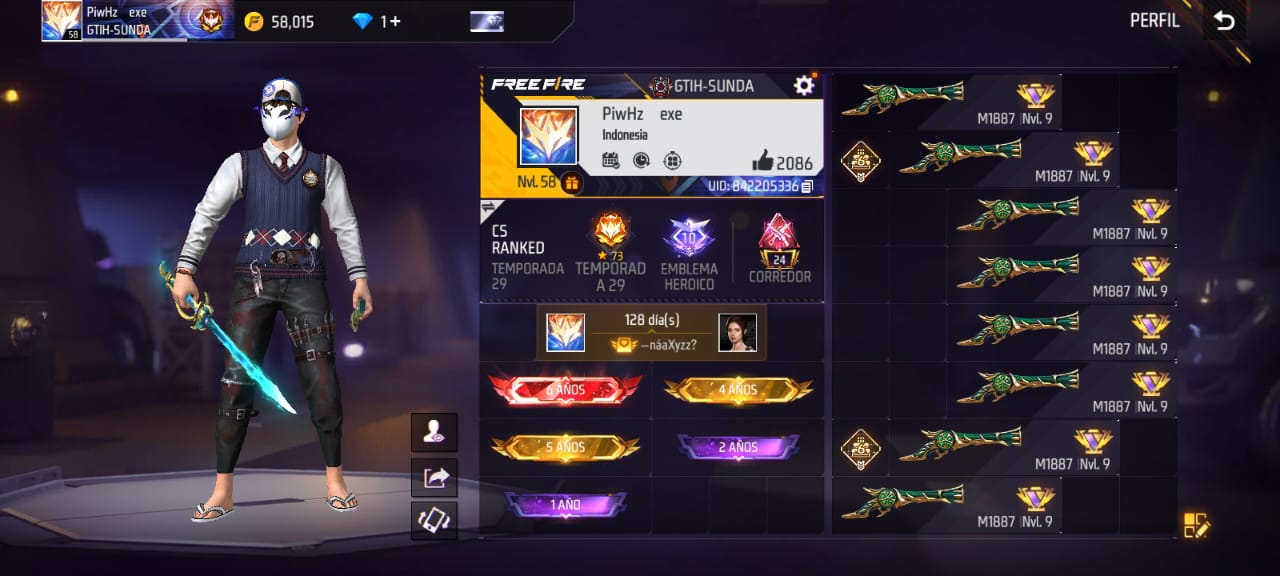 PiwHz exe
GTIH-SUNDA
58
58,015
1+
PERFIL
FREE FIRE
GTIH-SUNDA
PiwHz exe
Indonesia
2086
Nvl. 58
UID: 842205336
CS
RANKED
TEMPORADA
29
73
TEMPORAD
A 29
10
EMBLEMA
HEROICO
24
CORREDOR
128 día(s)
—náaXyzz?
6 AÑOS
4 AÑOS
5 AÑOS
2 AÑOS
1 AÑO
M1887 Nvl. 9
M1887 Nvl. 9
M1887 Nvl. 9
M1887 Nvl. 9
M1887 Nvl. 9
M1887 Nvl. 9
M1887 Nvl. 9
M1887 Nvl. 9